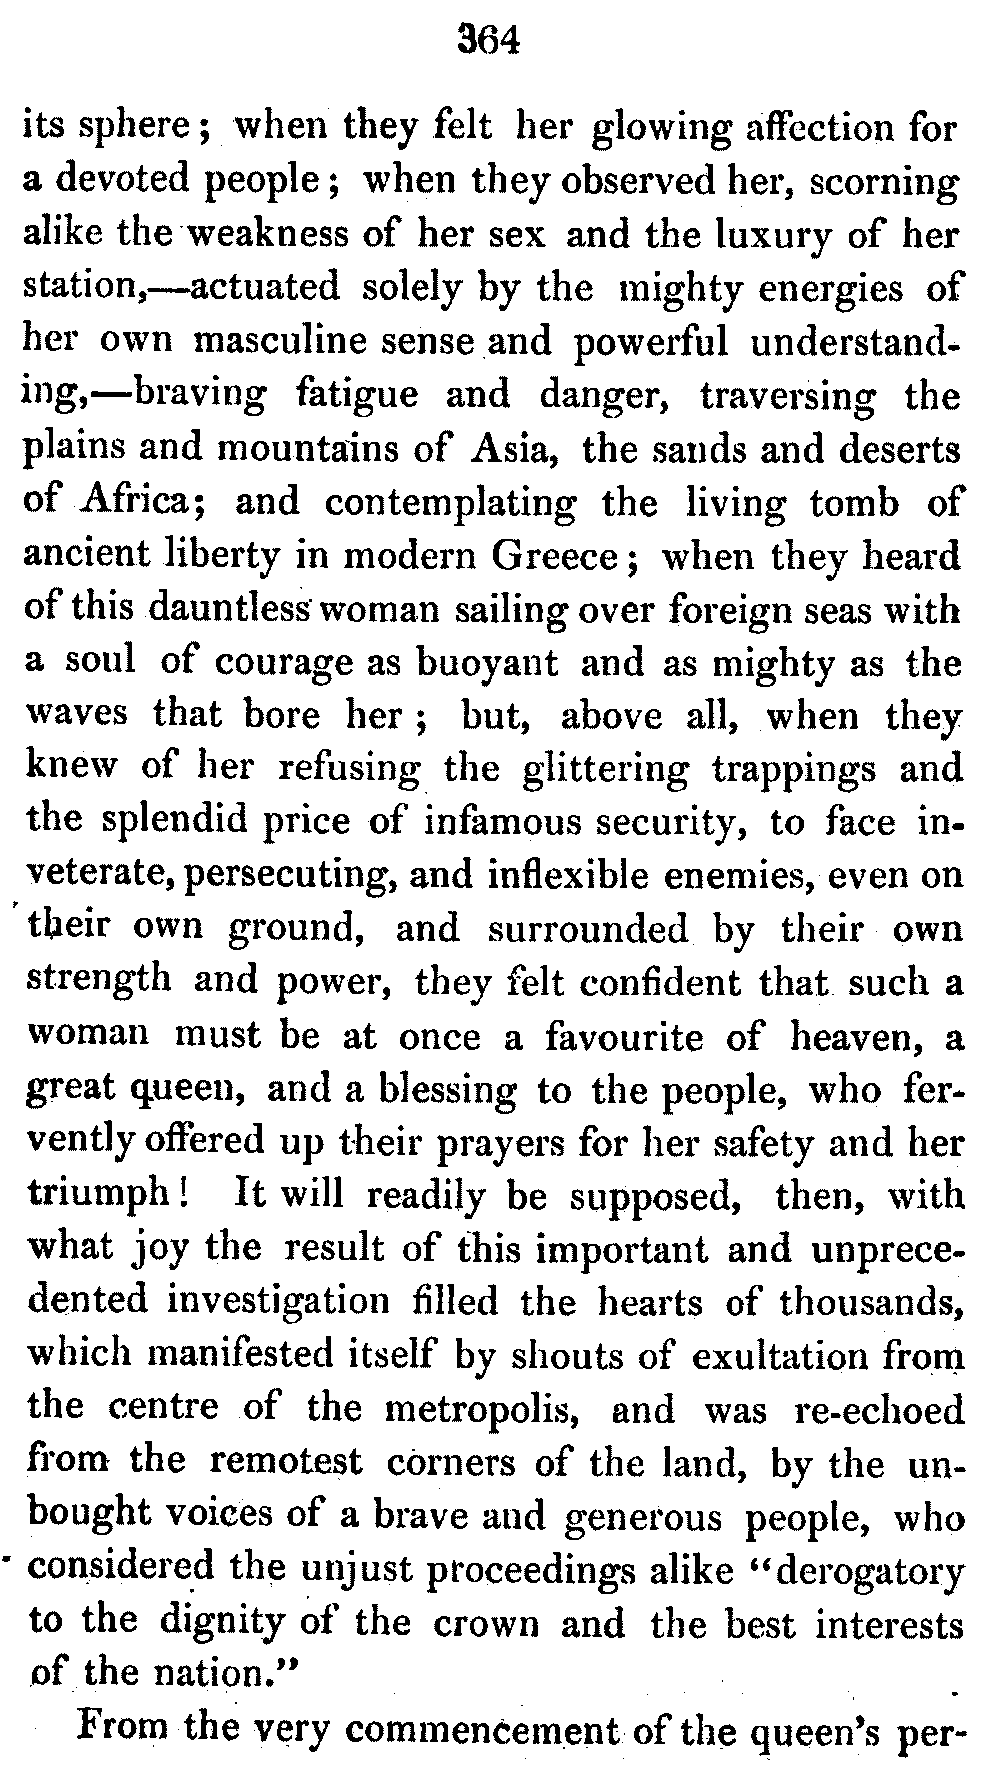 364
its sphere; when they felt her glowing affection for
a devoted people; when they observed her, scorning
alike the weakness of her sex and the luxury of her
station,—actuated solely by the mighty energies of
her own masculine sense and powerful understand-
ing,—braving fatigue and danger, traversing the
plains and mountains of Asia, the sands and deserts
of Africa; and contemplating the living tomb of
ancient liberty in modern Greece; when they heard
of this dauntless woman sailing over foreign seas with
a soul of courage as buoyant and as mighty as the
waves that bore her; but, above all, when they
knew of her refusing the glittering trappings and
the splendid price of infamous security, to face in-
veterate, persecuting, and inflexible enemies, even on
their own ground, and surrounded by their own
strength and power, they felt confident that such a
woman must be at once a favourite of heaven, a
great queen, and a blessing to the people, who fer-
vently offered up their prayers for her safety and her
triumph! It will readily be supposed, then, with
what joy the result of this important and unprece-
dented investigation filled the hearts of thousands,
which manifested itself by shouts of exultation from
the centre of the metropolis, and was re-echoed
from the remotest corners of the land, by the un-
bought voices of a brave and generous people, who
considered the unjust proceedings alike "derogatory
to the dignity of the crown and the best interests
of the nation."
From the very commencement of the queen's per-